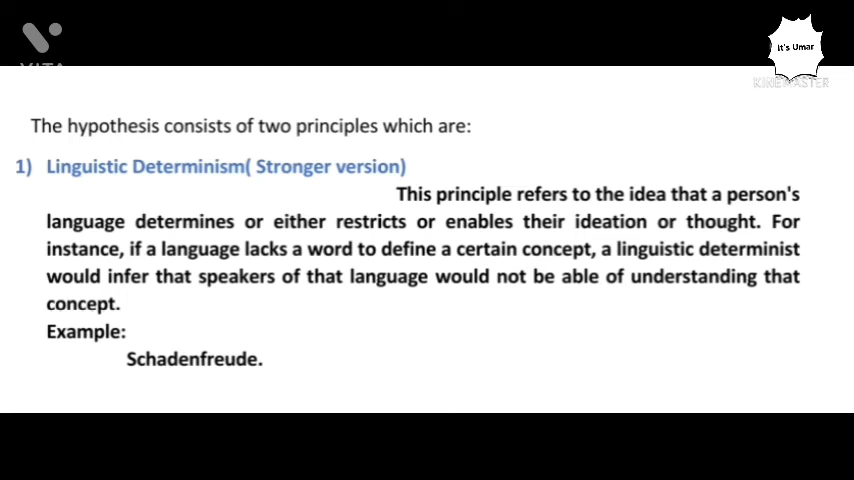 It's Umar
KINEMASTER
The hypothesis consists of two principles which are:
1) Linguistic Determinism( Stronger version)
This principle refers to the idea that a person's
language determines or either restricts or enables their ideation or thought. For
instance, if a language lacks a word to define a certain concept, a linguistic determinist
would infer that speakers of that language would not be able of understanding that
concept.
Example:
Schadenfreude.